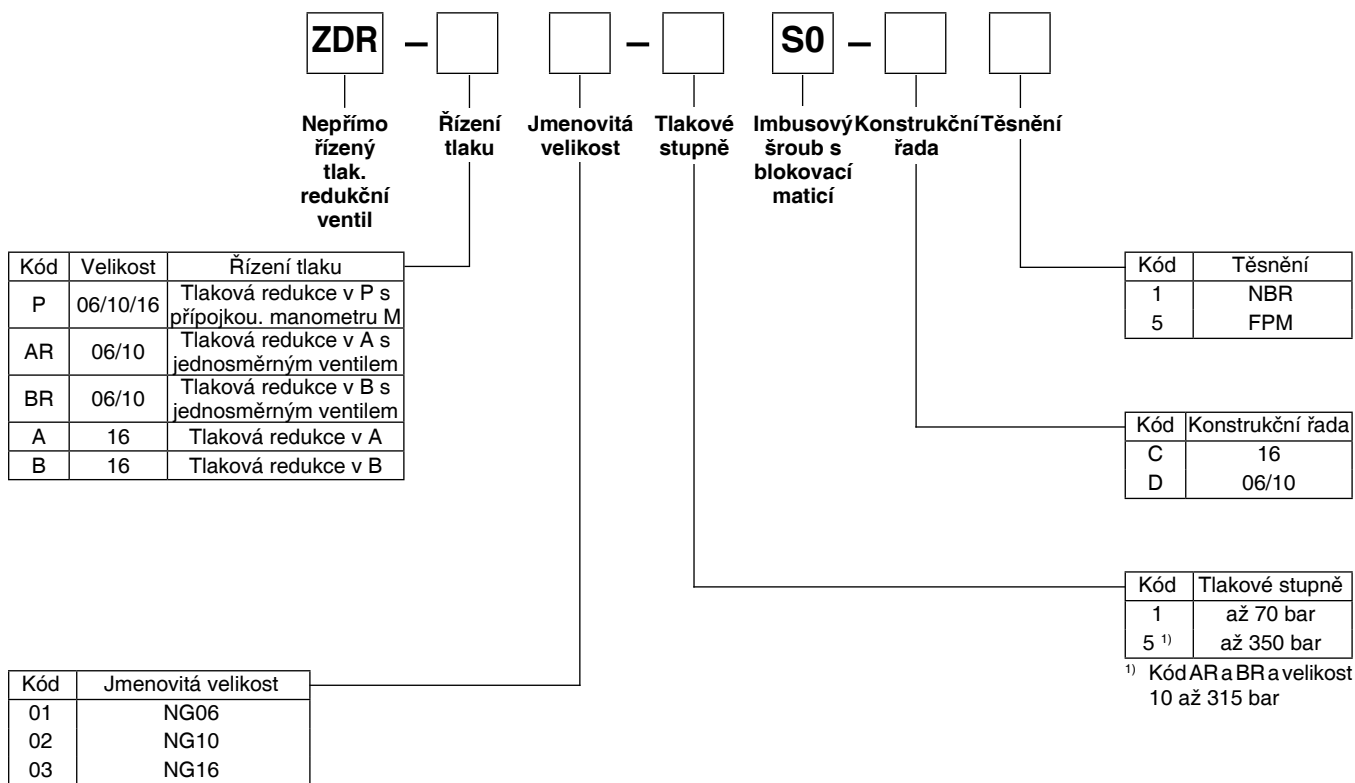 ZDR – – S0 –
Nepřímo
řízený
tlak.
redukční
ventil
Řízení
tlaku
Jmenovitá
velikost
Tlakové
stupně
Imbusový
šroub s
blokovací
maticí
Konstrukční
řada
Těsnění
Kód Velikost Řízení tlaku
P 06/10/16 Tlaková redukce v P s
přípojkou. manometru M
AR 06/10 Tlaková redukce v A s
jednosměrným ventilem
BR 06/10 Tlaková redukce v B s
jednosměrným ventilem
A 16 Tlaková redukce v A
B 16 Tlaková redukce v B
Kód Těsnění
1 NBR
5 FPM
Kód Konstrukční řada
C 16
D 06/10
Kód Tlakové stupně
1 až 70 bar
5 1) až 350 bar
1) Kód AR a BR a velikost
10 až 315 bar
Kód Jmenovitá velikost
01 NG06
02 NG10
03 NG16